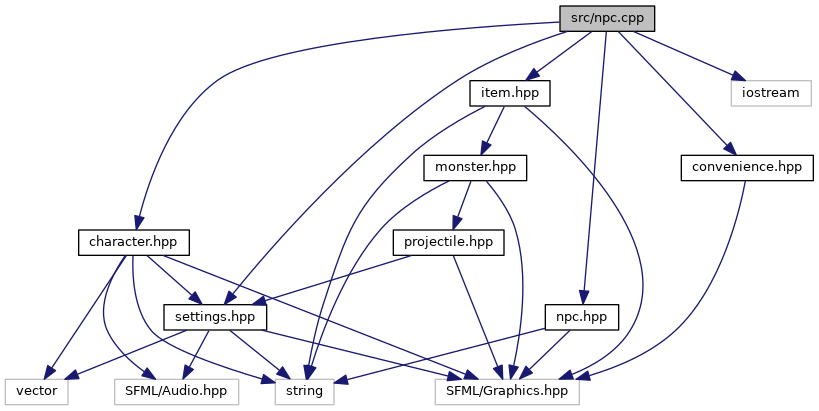 src/npc.cpp
item.hpp
iostream
monster.hpp
convenience.hpp
character.hpp
projectile.hpp
settings.hpp
npc.hpp
vector
SFML/Audio.hpp
string
SFML/Graphics.hpp